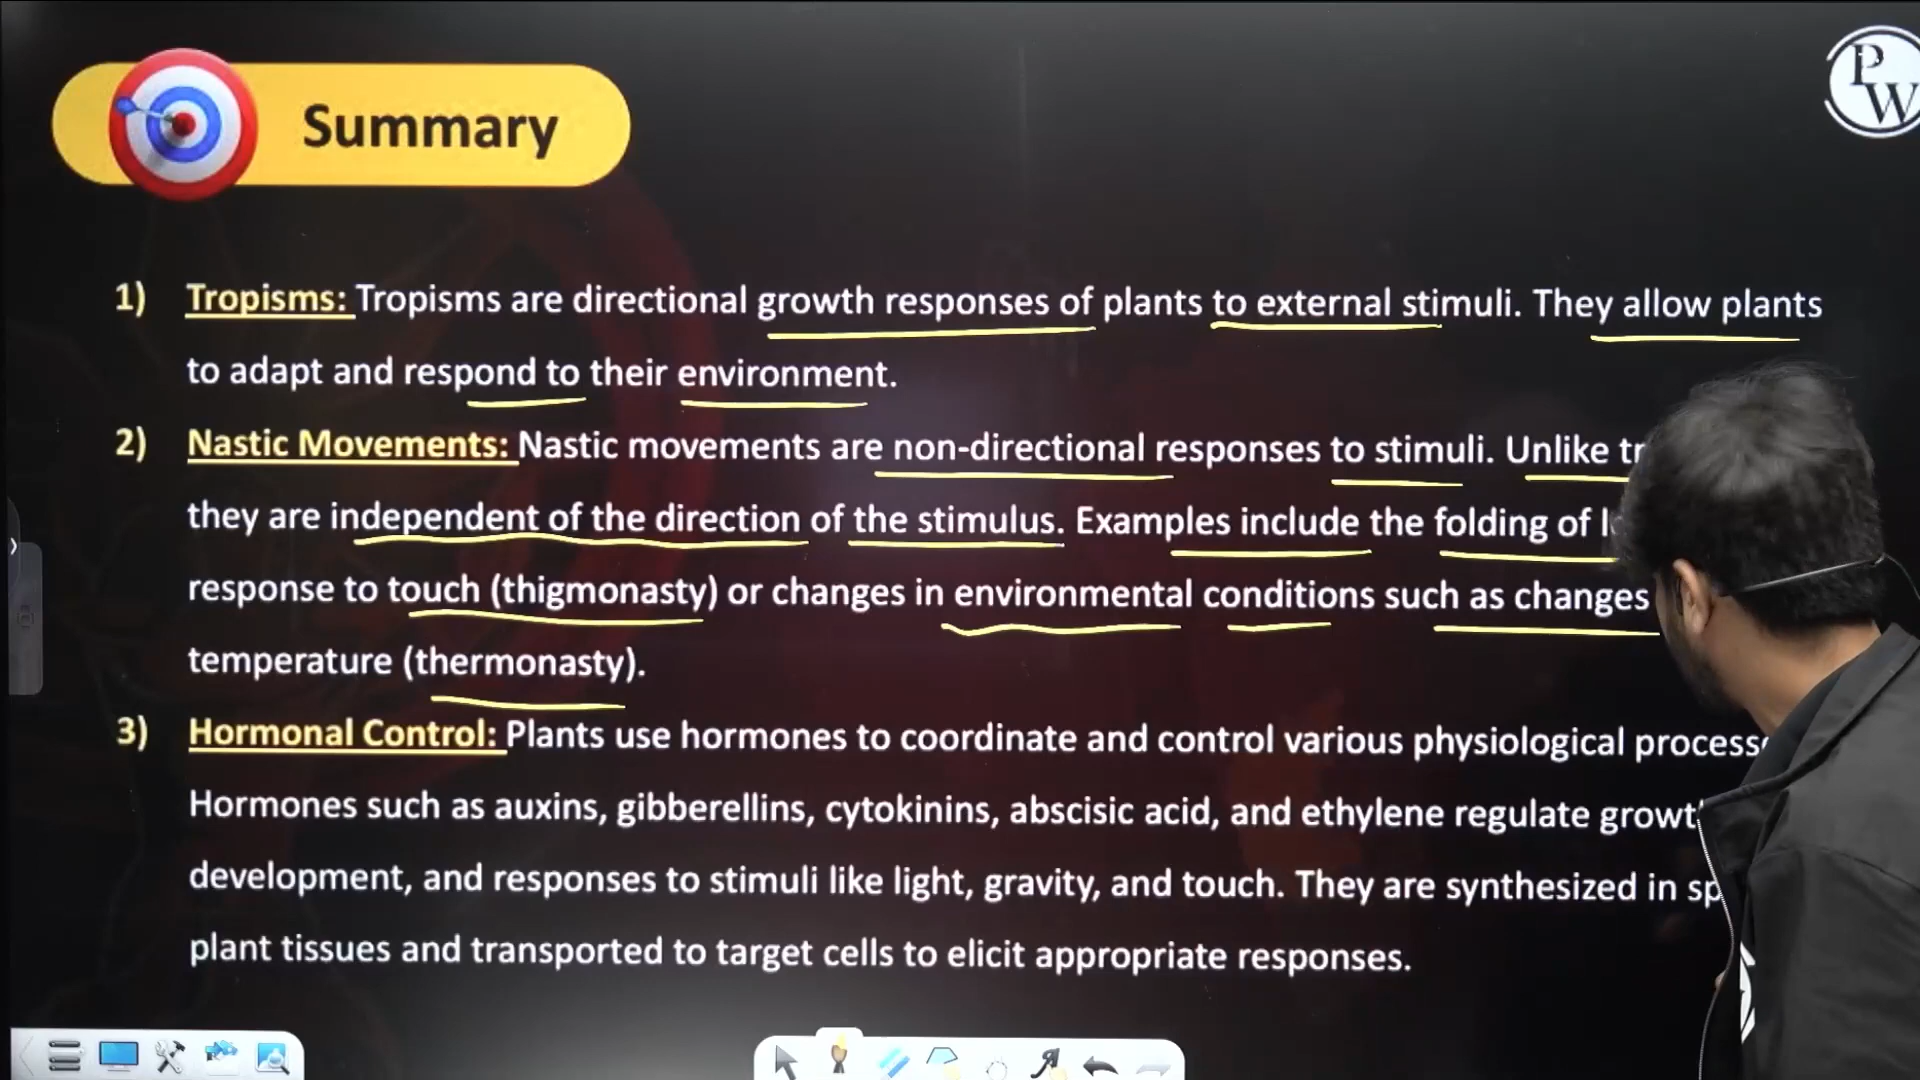 Summary
PW
1) Tropisms: Tropisms are directional growth responses of plants to external stimuli. They allow plants
to adapt and respond to their environment.
2) Nastic Movements: Nastic movements are non-directional responses to stimuli. Unlike
they are independent of the direction of the stimulus. Examples include the folding of
response to touch (thigmonasty) or changes in environmental conditions such as changes
temperature (thermonasty).
3) Hormonal Control: Plants use hormones to coordinate and control various physiological
Hormones such as auxins, gibberellins, cytokinins, abscisic acid, and ethylene regulate
development, and responses to stimuli like light, gravity, and touch. They are synthesized in
plant tissues and transported to target cells to elicit appropriate responses.